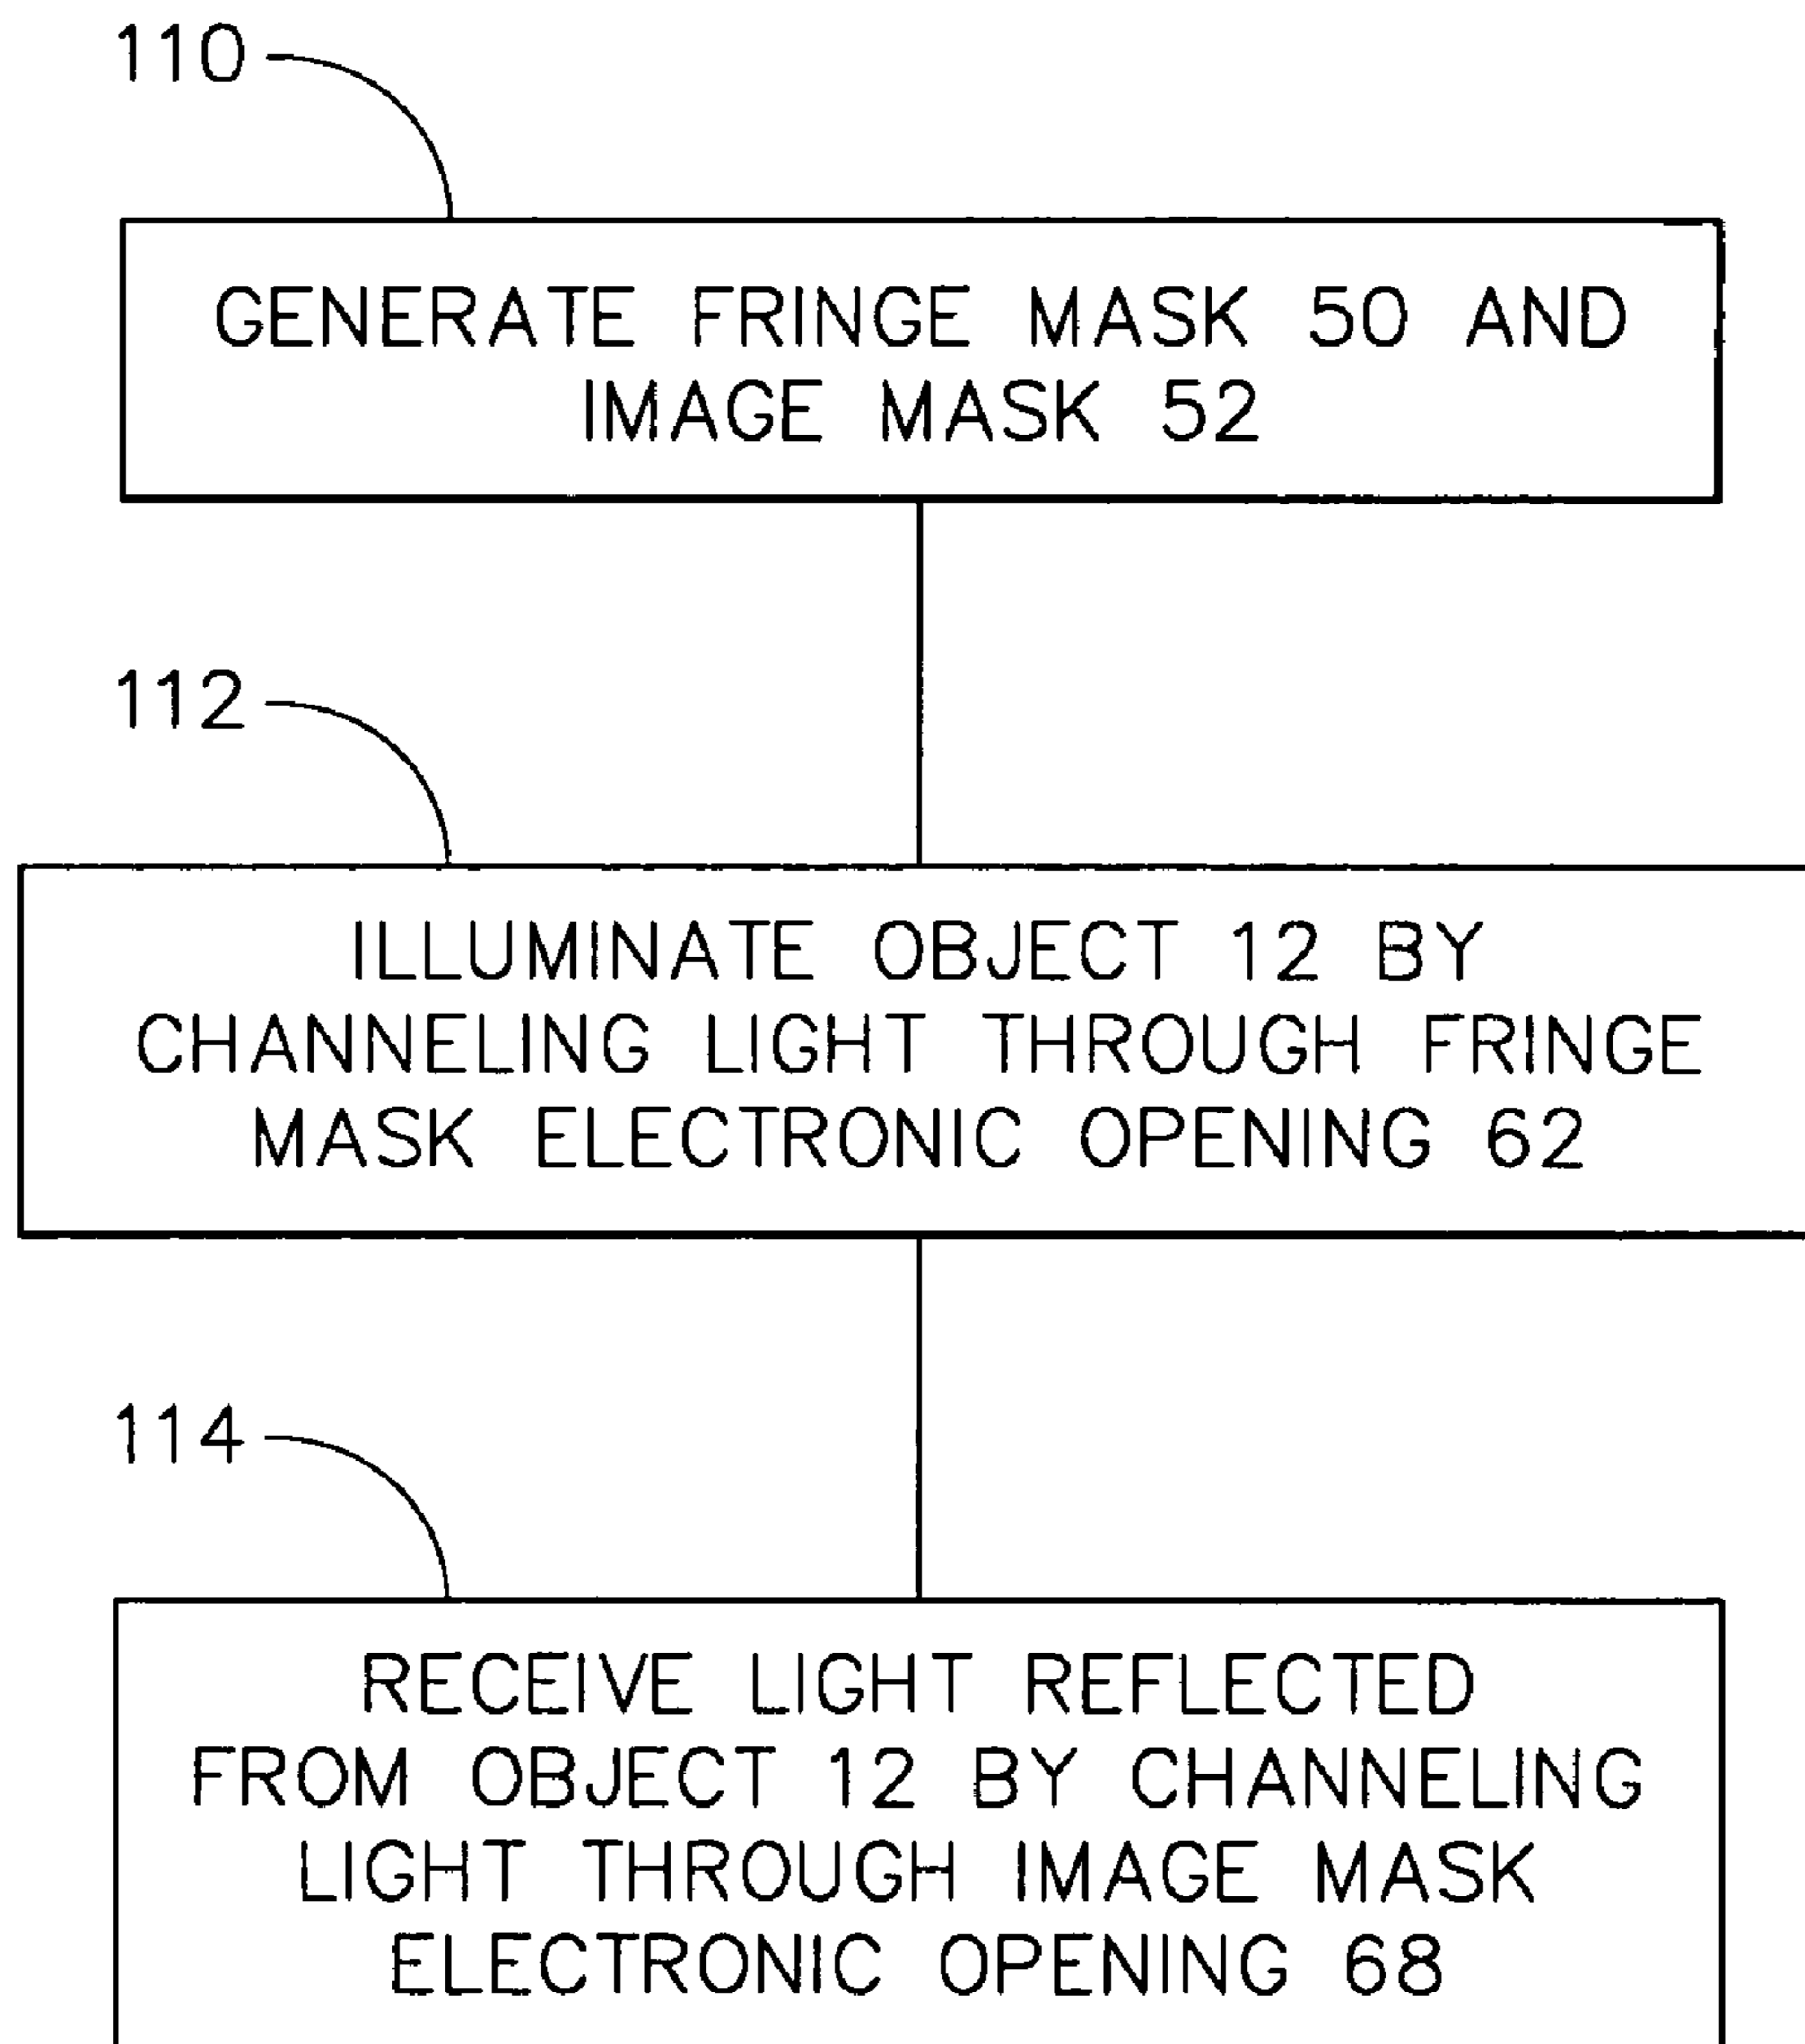 110
GENERATE FRINGE MASK 50 AND
IMAGE MASK 52
112
ILLUMINATE OBJECT 12 BY
CHANNELING LIGHT THROUGH FRINGE
MASK ELECTRONIC OPENING 62
114
RECEIVE LIGHT REFLECTED
FROM OBJECT 12 BY CHANNELING
LIGHT THROUGH IMAGE MASK
ELECTRONIC OPENING 68